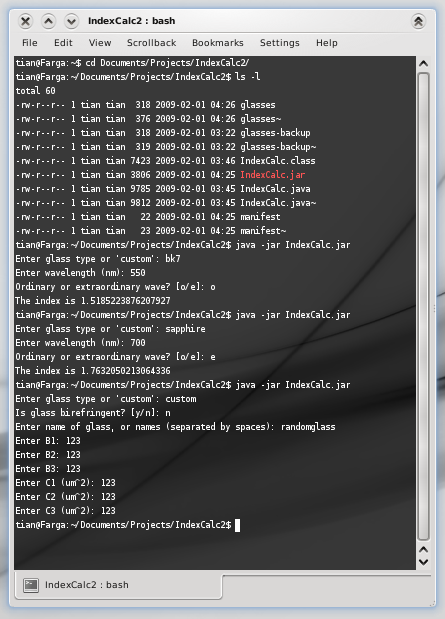 IndexCalc2 : bash
File Edit View Scrollback Bookmarks Settings Help
tian@Farga:~$ cd Documents/Projects/IndexCalc2/
tian@Farga:~/Documents/Projects/IndexCalc2$ ls -l
total 60
-rw-r--r-- 1 tian tian  318 2009-02-01 04:26 glasses
-rw-r--r-- 1 tian tian  376 2009-02-01 04:26 glasses~
-rw-r--r-- 1 tian tian  318 2009-02-01 03:22 glasses-backup
-rw-r--r-- 1 tian tian  319 2009-02-01 03:22 glasses-backup~
-rw-r--r-- 1 tian tian 7423 2009-02-01 03:46 IndexCalc.class
-rw-r--r-- 1 tian tian 3806 2009-02-01 04:25 IndexCalc.jar
-rw-r--r-- 1 tian tian 9785 2009-02-01 03:45 IndexCalc.java
-rw-r--r-- 1 tian tian 9812 2009-02-01 03:45 IndexCalc.java~
-rw-r--r-- 1 tian tian   22 2009-02-01 04:25 manifest
-rw-r--r-- 1 tian tian   23 2009-02-01 04:25 manifest~
tian@Farga:~/Documents/Projects/IndexCalc2$ java -jar IndexCalc.jar
Enter glass type or 'custom': bk7
Enter wavelength (nm): 550
Ordinary or extraordinary wave? [o/e]: o
The index is 1.5185223876207927
tian@Farga:~/Documents/Projects/IndexCalc2$ java -jar IndexCalc.jar
Enter glass type or 'custom': sapphire
Enter wavelength (nm): 700
Ordinary or extraordinary wave? [o/e]: e
The index is 1.7632050213064336
tian@Farga:~/Documents/Projects/IndexCalc2$ java -jar IndexCalc.jar
Enter glass type or 'custom': custom
Is glass birefringent? [y/n]: n
Enter name of glass, or names (separated by spaces): randomglass
Enter B1: 123
Enter B2: 123
Enter B3: 123
Enter C1 (um^2): 123
Enter C2 (um^2): 123
Enter C3 (um^2): 123
tian@Farga:~/Documents/Projects/IndexCalc2$
IndexCalc2 : bash